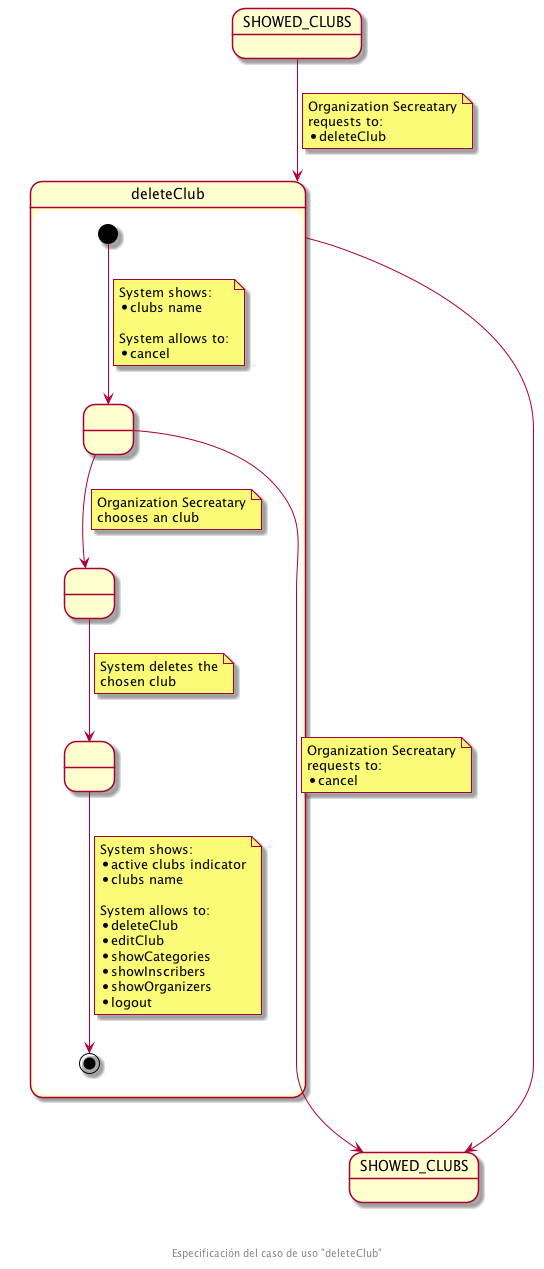 SHOWED_CLUBS
Organization Secreatary
requests to:
• deleteClub
deleteClub
System shows:
• clubs name
System allows to:
• cancel
Organization Secreatary
chooses an club
System deletes the
chosen club
Organization Secreatary
requests to:
• cancel
System shows:
• active clubs indicator
• clubs name
System allows to:
• deleteClub
• editClub
• showCategories
• showInscribers
• showOrganizers
• logout
SHOWED_CLUBS
Especificación del caso de uso "deleteClub"